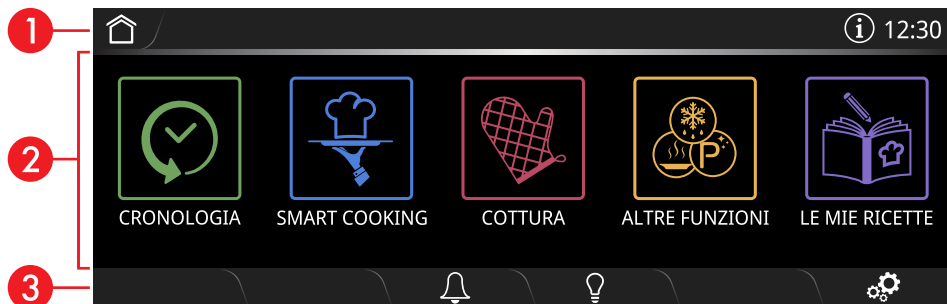 1
12:30
2
CRONOLOGIA SMART COOKING COTTURA ALTRE FUNZIONI LE MIE RICETTE
P
3